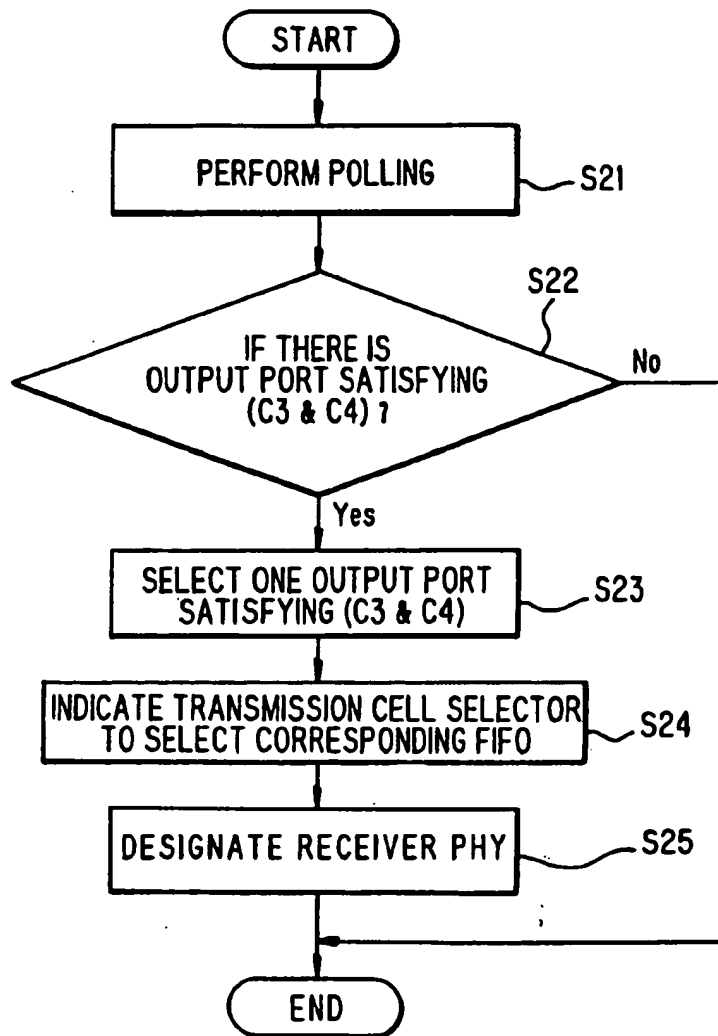 START
PERFORM POLLING
S21
S22
IF THERE IS
OUTPUT PORT SATISFYING
(C3 & C4) ?
No
Yes
SELECT ONE OUTPUT PORT
SATISFYING (C3 & C4)
S23
INDICATE TRANSMISSION CELL SELECTOR
TO SELECT CORRESPONDING FIFO
S24
DESIGNATE RECEIVER PHY
S25
END